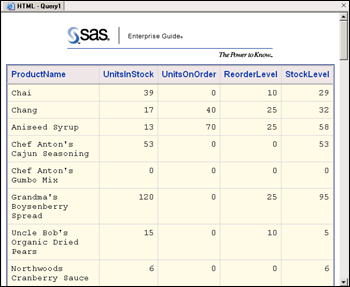 HTML - Query1
sas. Enterprise Guide®
The Power to Know®
ProductName UnitsInStock UnitsOnOrder ReorderLevel StockLevel
Chai 39 0 10 29
Chang 17 40 25 32
Aniseed Syrup 13 70 25 58
Chef Anton's 53 0 0 53
Cajun Seasoning
Chef Anton's 0 0 0 0
Gumbo Mix
Grandma's 120 0 25 95
Boysenberry
Spread
Uncle Bob's 15 0 10 5
Organic Dried
Pears
Northwoods 6 0 0 6
Cranberry Sauce